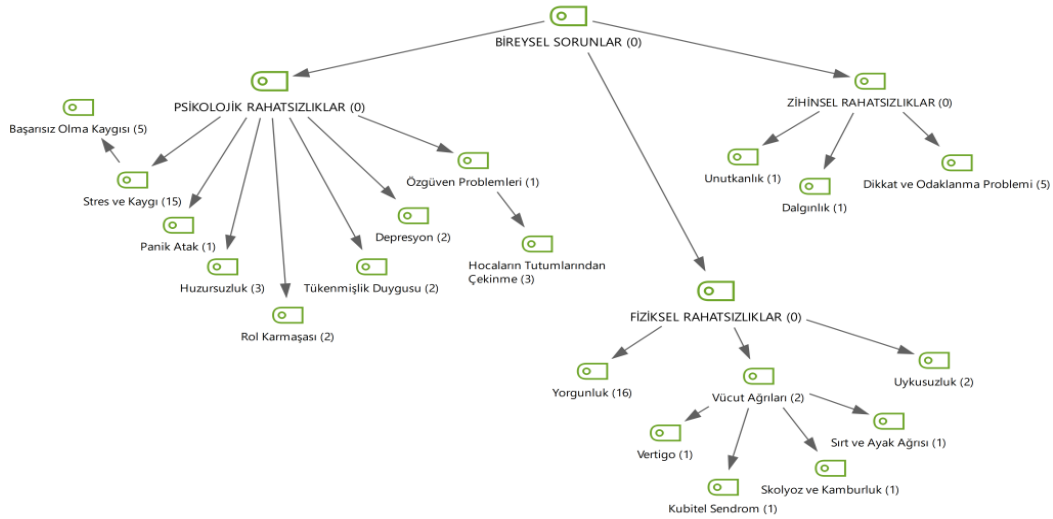 BİREYSEL SORUNLAR (0)
PSİKOLOJİK RAHATSIZLIKLAR (0)
ZİHİNSEL RAHATSIZLIKLAR (0)
Başarısız Olma Kaygısı (5)
Stres ve Kaygı (15)
Panik Atak (1)
Huzursuzluk (3)
Rol Karmaşası (2)
Tükenmişlik Duygusu (2)
Depresyon (2)
Özgüven Problemleri (1)
Hocaların Tutumlarından
Çekinme (3)
Unutkanlık (1)
Dalgınlık (1)
Dikkat ve Odaklanma Problemi (5)
FİZİKSEL RAHATSIZLIKLAR (0)
Yorgunluk (16)
Vücut Ağrıları (2)
Uykusuzluk (2)
Vertigo (1)
Kubitel Sendrom (1)
Skolyoz ve Kamburluk (1)
Sırt ve Ayak Ağrısı (1)